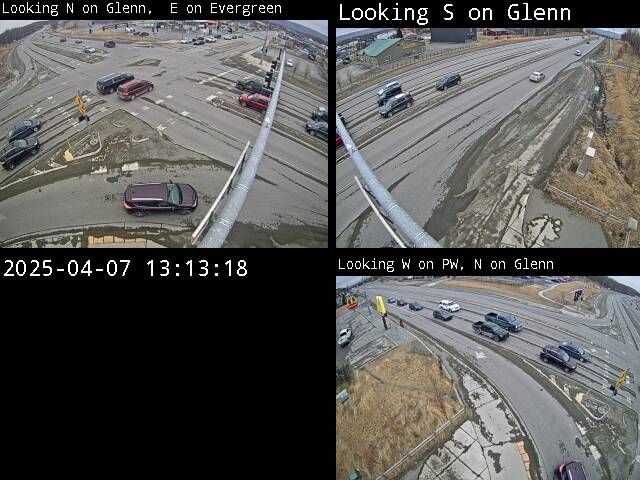 Looking N on Glenn,  E on Evergreen
Looking S on Glenn
2025-04-07 13:13:18
Looking W on PW, N on Glenn